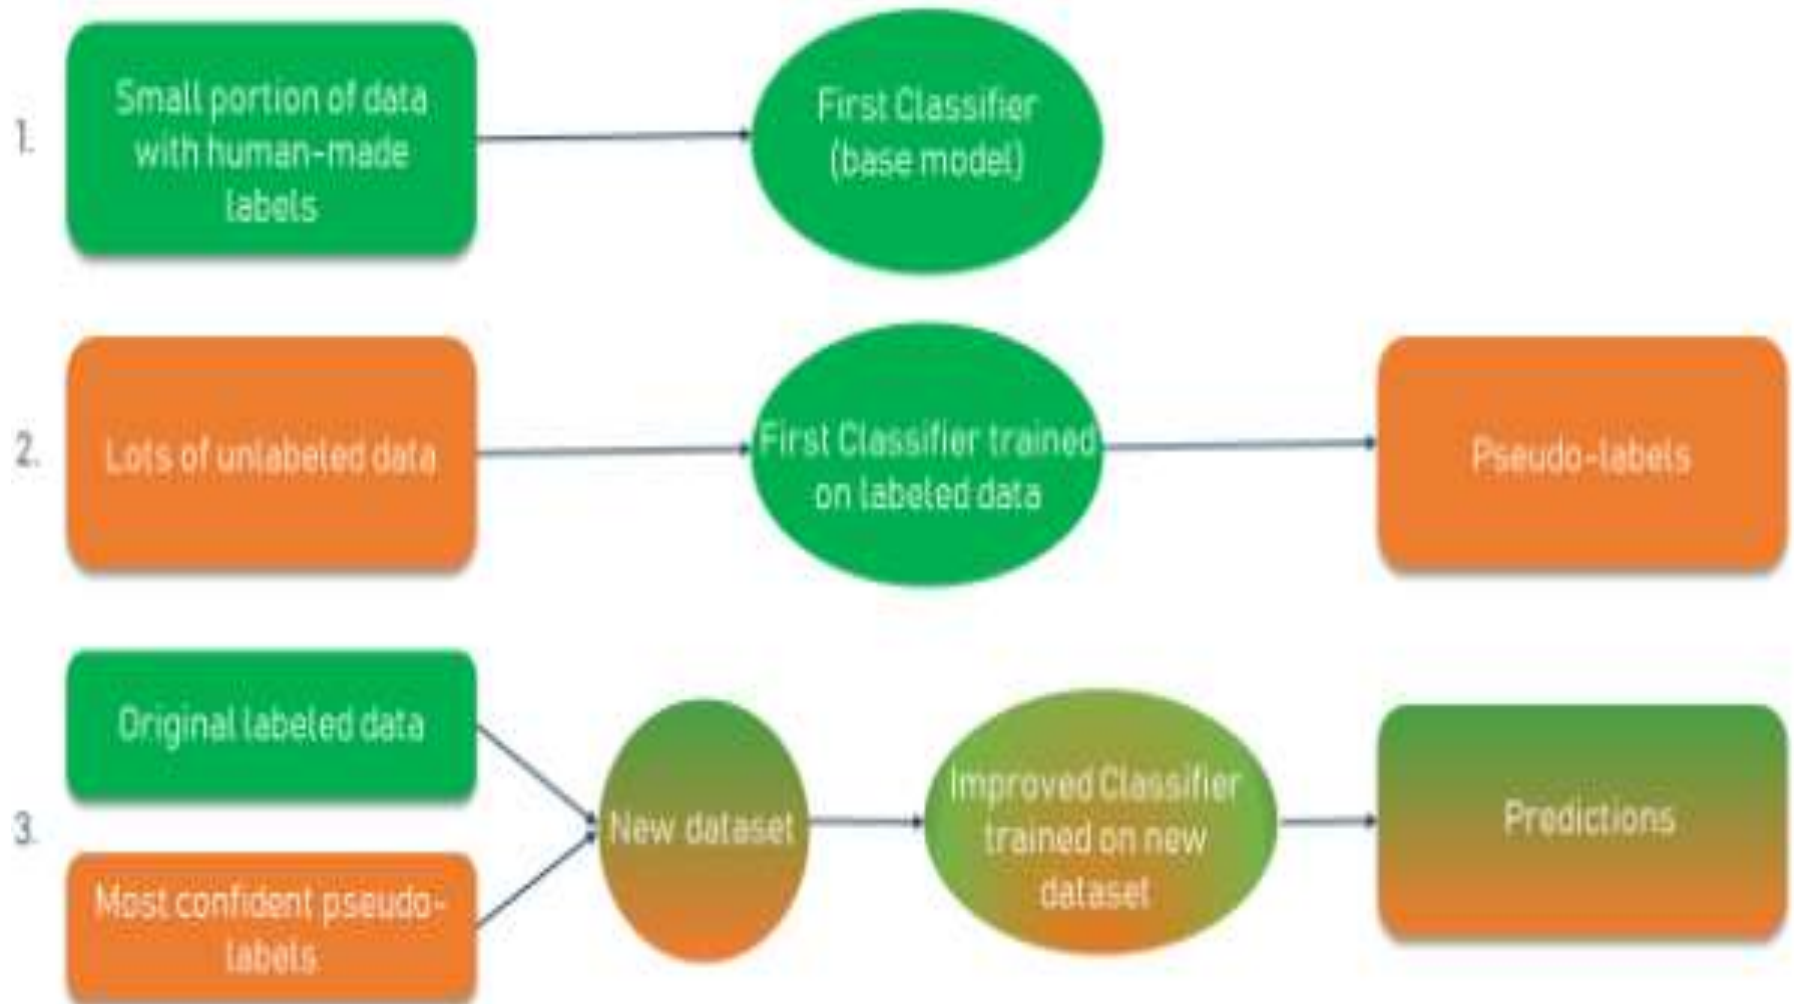 1.
Small portion of data
with human-made
labels
First Classifier
(base model)
2.
Lots of unlabeled data
First Classifier trained
on labeled data
Pseudo-labels
3.
Original labeled data
Most confident pseudo-
labels
New dataset
Improved Classifier
trained on new
dataset
Predictions